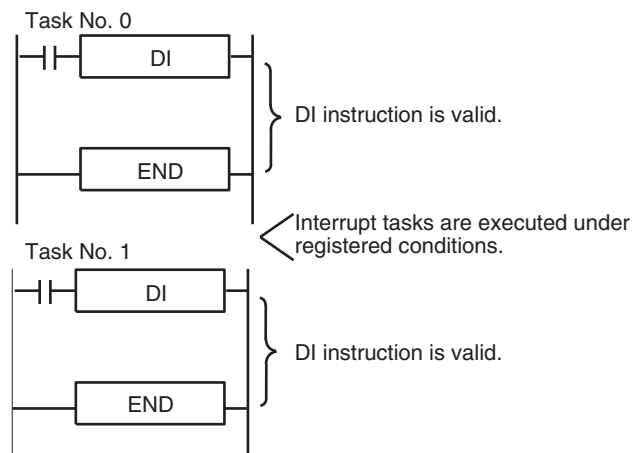 Task No. 0
DI
DI instruction is valid.
END
Interrupt tasks are executed under
registered conditions.
Task No. 1
DI
DI instruction is valid.
END